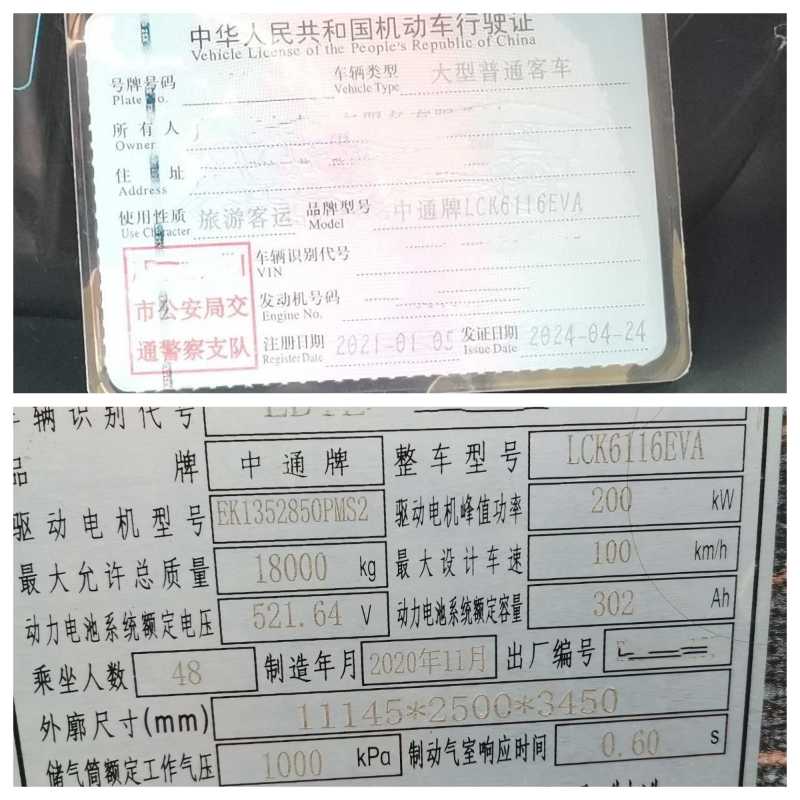 中华人民共和国机动车行驶证
Vehicle License of the People's Republic of China
号牌号码 车辆类型 大型普通客车
Plate No. Vehicle Type
所有人
Owner
住址
Address
使用性质 旅游客运 品牌型号 中通牌LCK6116EVA
Use Character Model
车辆识别代号
VIN
市公安局交
通警察支队
发动机号码
Engine No.
注册日期 2021-01-05 发证日期 2024-04-24
Register Date Issue Date
车辆识别代号
品牌 中通牌 整车型号 LCK6116EVA
驱动电机型号 EK1352850PMS2 驱动电机峰值功率 200 kW
最大允许总质量 18000 kg 最大设计车速 100 km/h
动力电池系统额定电压 521.64 V 动力电池系统额定容量 302 Ah
乘坐人数 48 制造年月 2020年11月 出厂编号
外廓尺寸(mm) 11145*2500*3450
储气筒额定工作气压 1000 kPa 制动气室响应时间 0.60 s